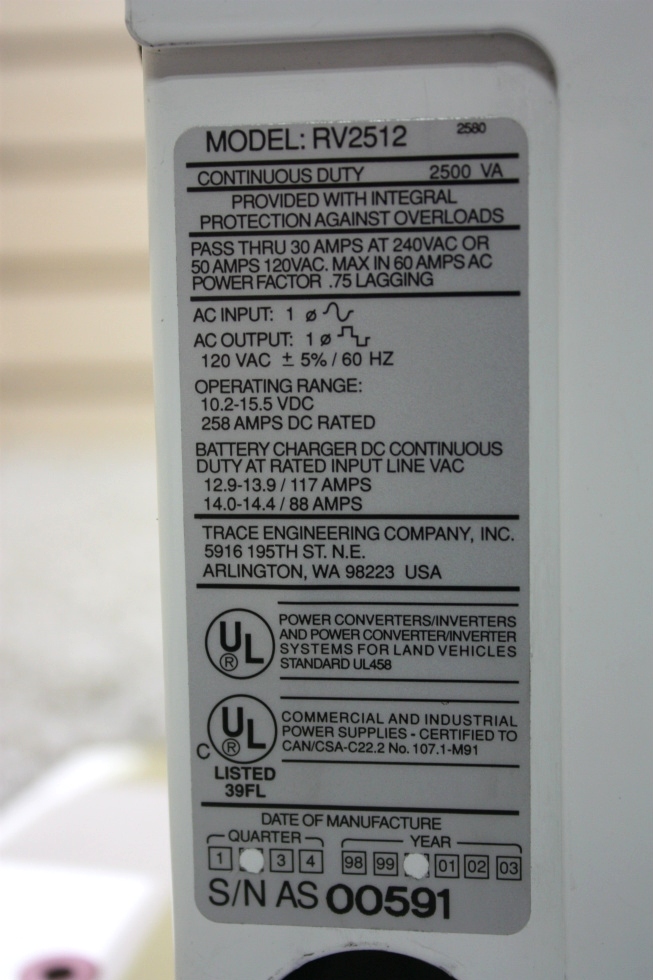 MODEL: RV2512 2580
CONTINUOUS DUTY 2500 VA
PROVIDED WITH INTEGRAL
PROTECTION AGAINST OVERLOADS
PASS THRU 30 AMPS AT 240VAC OR
50 AMPS 120VAC. MAX IN 60 AMPS AC
POWER FACTOR .75 LAGGING
AC INPUT: 1 ø
AC OUTPUT: 1 ø
120 VAC ± 5% / 60 HZ
OPERATING RANGE:
10.2-15.5 VDC
258 AMPS DC RATED
BATTERY CHARGER DC CONTINUOUS
DUTY AT RATED INPUT LINE VAC
12.9-13.9 / 117 AMPS
14.0-14.4 / 88 AMPS
TRACE ENGINEERING COMPANY, INC.
5916 195TH ST. N.E.
ARLINGTON, WA 98223 USA
UL ®
POWER CONVERTERS/INVERTERS
AND POWER CONVERTER/INVERTER
SYSTEMS FOR LAND VEHICLES
STANDARD UL458
C UL ®
LISTED
39FL
COMMERCIAL AND INDUSTRIAL
POWER SUPPLIES - CERTIFIED TO
CAN/CSA-C22.2 No. 107.1-M91
DATE OF MANUFACTURE
QUARTER YEAR
1 3 4 98 99 01 02 03
S/N AS 00591